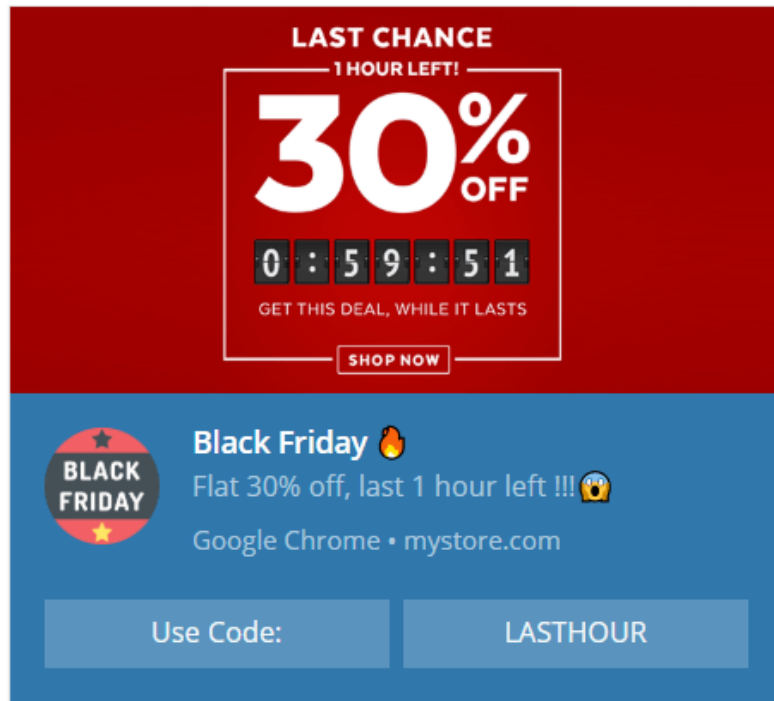 LAST CHANCE
1 HOUR LEFT!
30% OFF
0:59:51
GET THIS DEAL, WHILE IT LASTS
SHOP NOW
BLACK
FRIDAY
Black Friday 🔥
Flat 30% off, last 1 hour left !!!😱
Google Chrome • mystore.com
Use Code: LASTHOUR